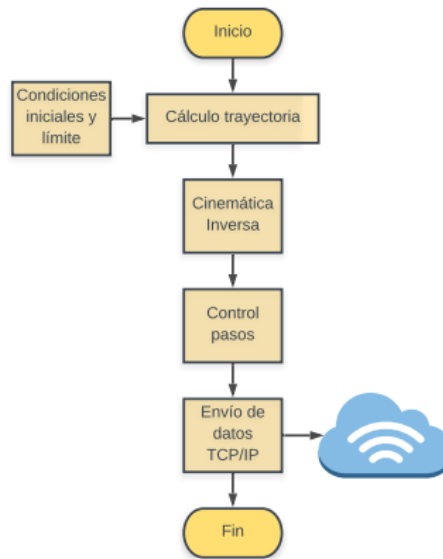 Inicio
Condiciones
iniciales y
límite
Cálculo trayectoria
Cinemática
Inversa
Control
pasos
Envío de
datos
TCP/IP
Fin